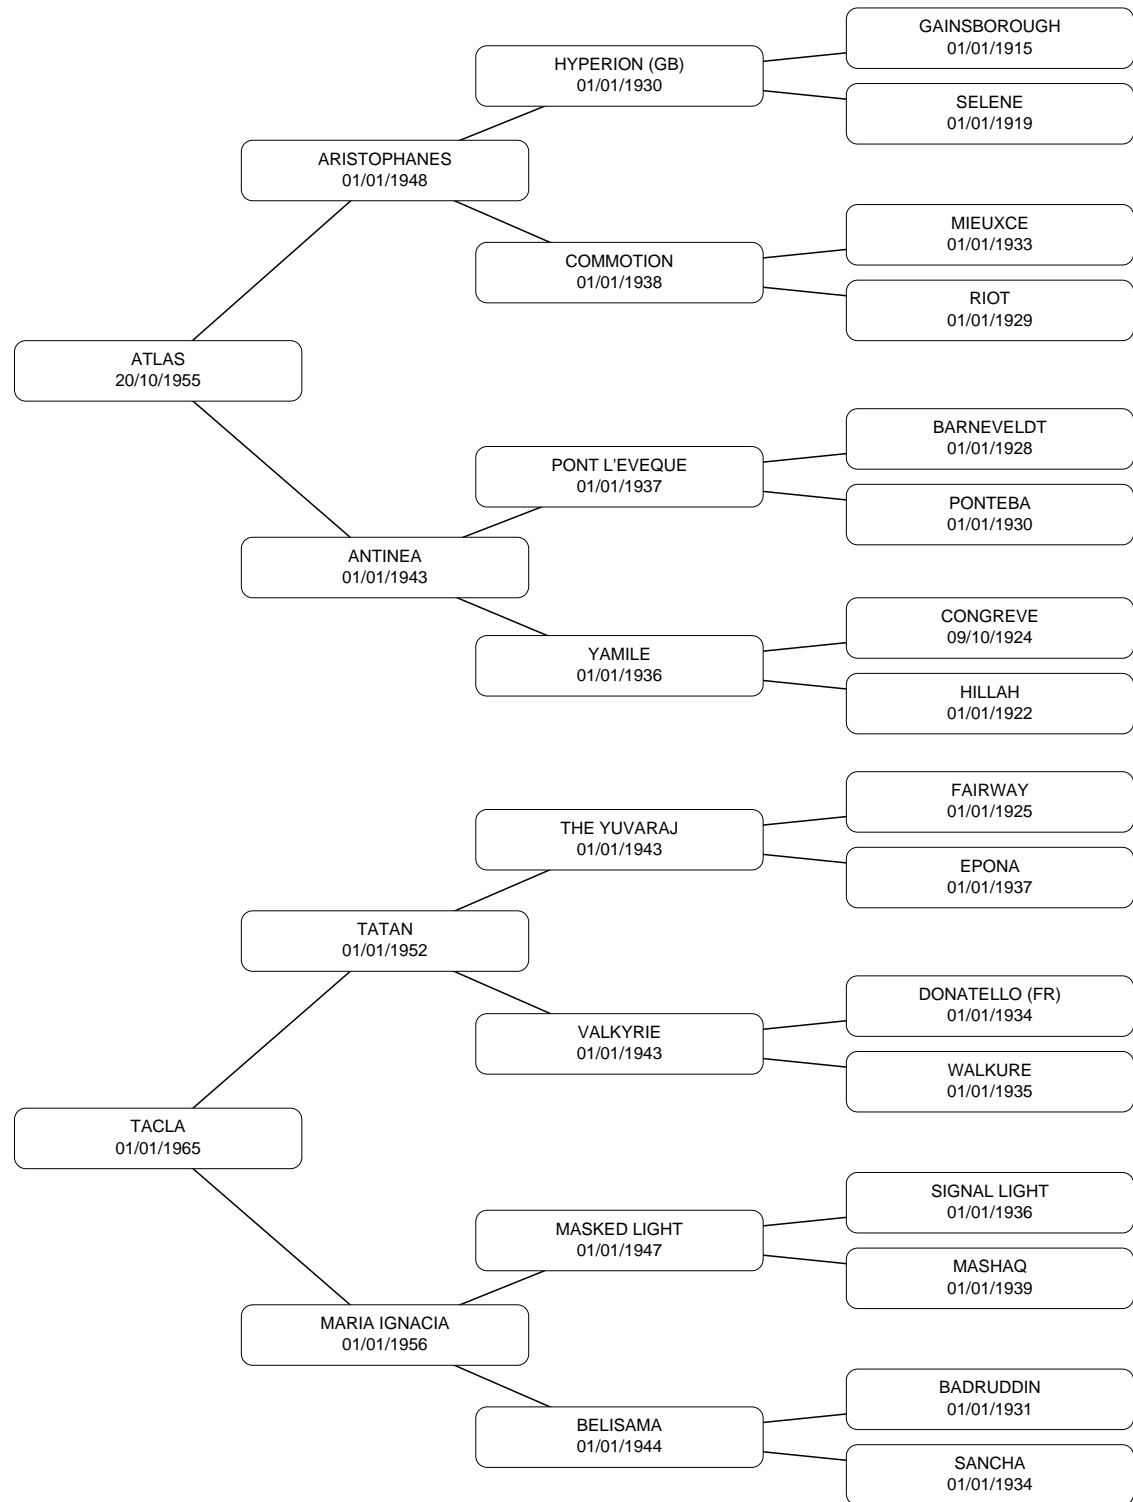 GAINSBOROUGH
01/01/1915
HYPERION (GB)
01/01/1930
SELENE
01/01/1919
ARISTOPHANES
01/01/1948
MIEUXCE
01/01/1933
COMMOTION
01/01/1938
RIOT
01/01/1929
ATLAS
20/10/1955
BARNEVELDT
01/01/1928
PONT L'EVEQUE
01/01/1937
PONTEBA
01/01/1930
ANTINEA
01/01/1943
CONGREVE
09/10/1924
YAMILE
01/01/1936
HILLAH
01/01/1922
FAIRWAY
01/01/1925
THE YUVARAJ
01/01/1943
EPONA
01/01/1937
TATAN
01/01/1952
DONATELLO (FR)
01/01/1934
VALKYRIE
01/01/1943
WALKURE
01/01/1935
TACLA
01/01/1965
SIGNAL LIGHT
01/01/1936
MASKED LIGHT
01/01/1947
MASHAQ
01/01/1939
MARIA IGNACIA
01/01/1956
BADRUDDIN
01/01/1931
BELISAMA
01/01/1944
SANCHA
01/01/1934